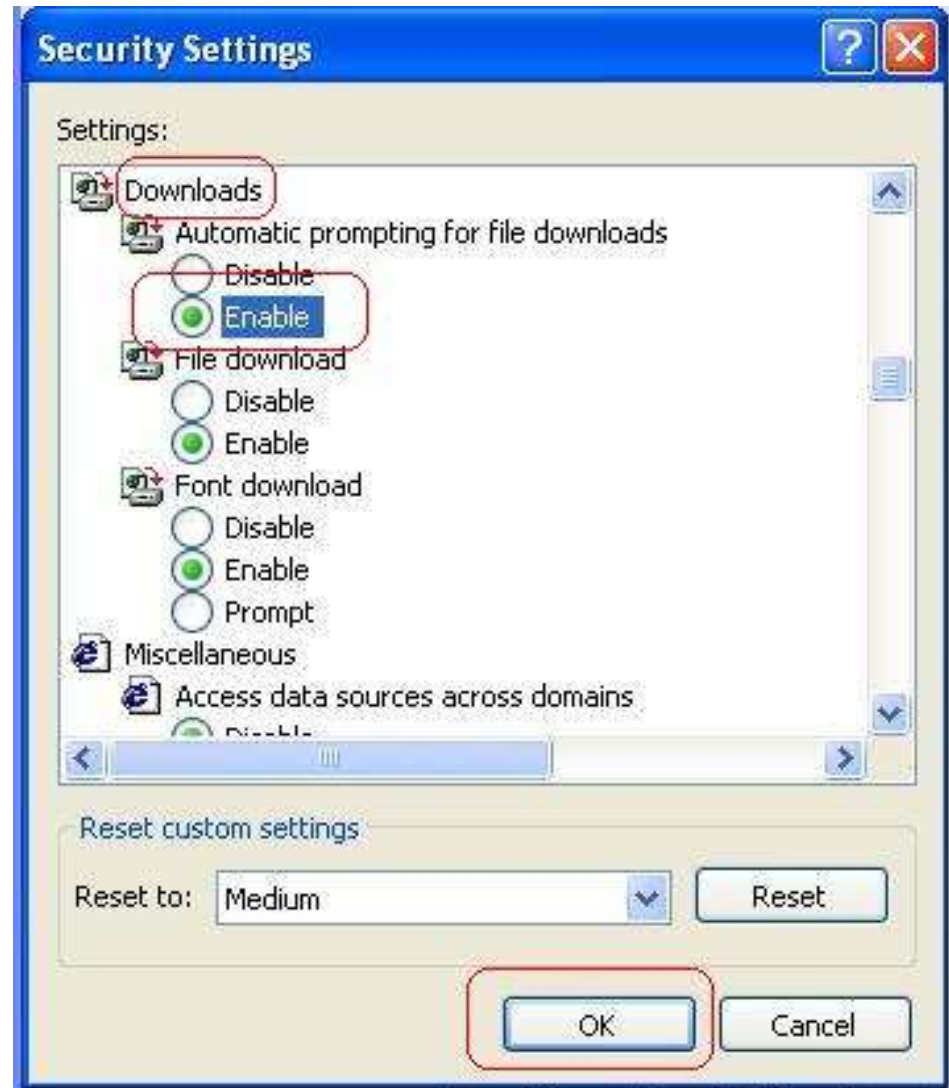 Security Settings
Settings:
Downloads
Automatic prompting for file downloads
Disable
Enable
File download
Disable
Enable
Font download
Disable
Enable
Prompt
Miscellaneous
Access data sources across domains
Disable
Reset custom settings
Reset to: Medium Reset
OK Cancel